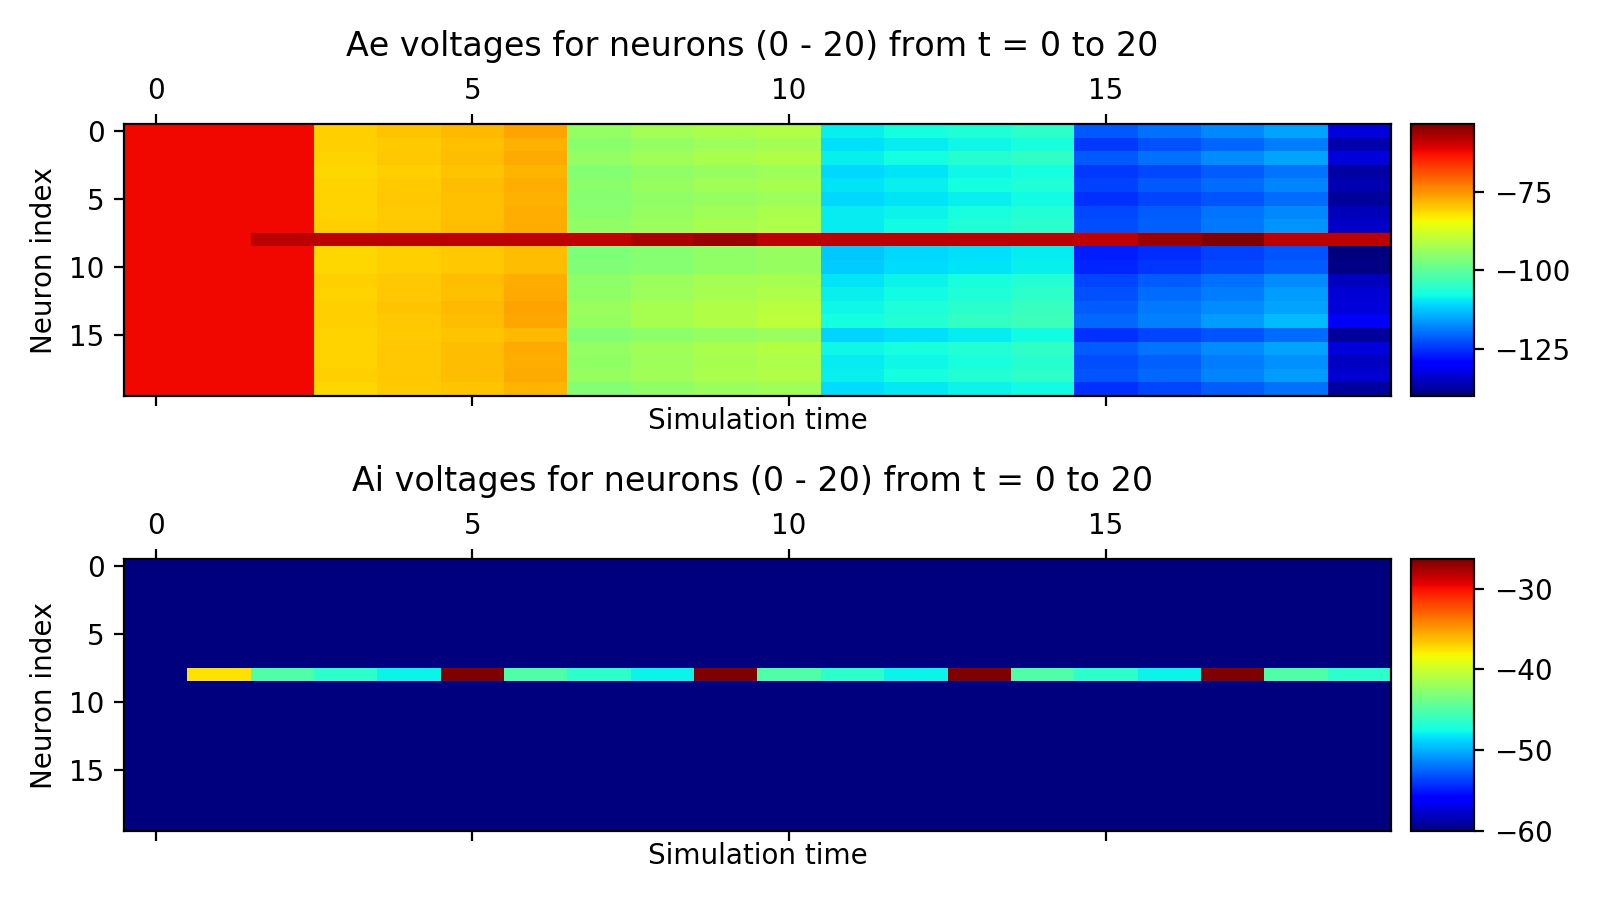 Ae voltages for neurons (0 - 20) from t = 0 to 20
0 5 10 15
Neuron index
0
5
10
15
Simulation time
−75
−100
−125
Ai voltages for neurons (0 - 20) from t = 0 to 20
0 5 10 15
Neuron index
0
5
10
15
Simulation time
−30
−40
−50
−60